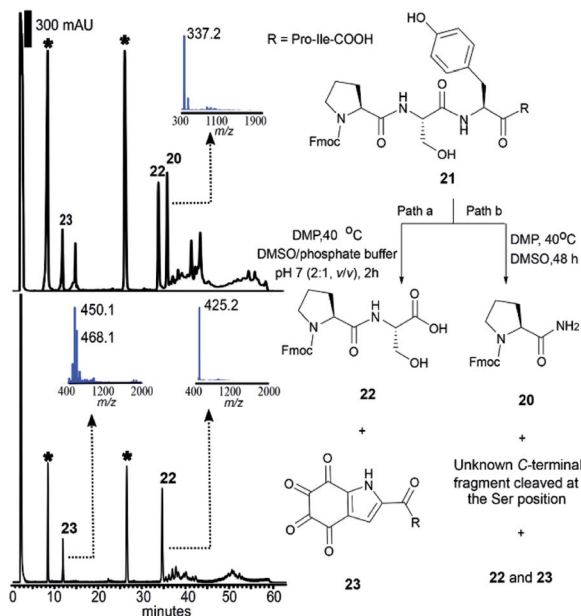 300 mAU
*
*
337.2
300 1100 1900
m/z
23
22
20
R = Pro-Ile-COOH
HO
O
H
N
O
N
H
O
R
N
Fmoc
OH
21
Path a
Path b
DMP,40 ⁰C
DMSO/phosphate buffer
pH 7 (2:1, v/v), 2h
DMP, 40⁰C
DMSO,48 h
450.1
468.1
400 1200 2000
m/z
425.2
400 1200 2000
m/z
*
*
23
22
0 10 20 30 40 50 60
minutes
H
N
O
OH
N
O
Fmoc
OH
22
+
O
O
O
O
H
N
O
R
23
NH2
N
O
Fmoc
20
+
Unknown C-terminal
fragment cleaved at
the Ser position
+
22 and 23